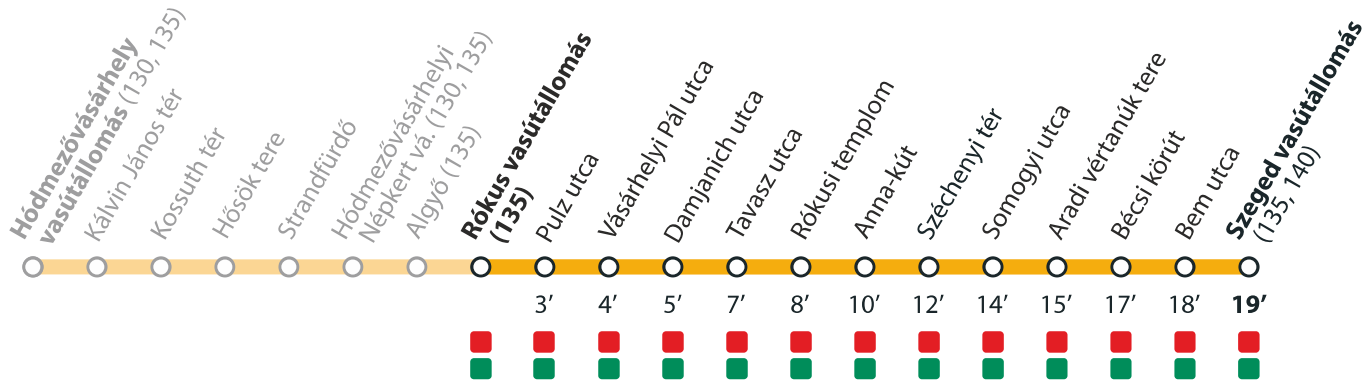 Hódmezővásárhely
vasútállomás (130, 135)
Kálvin János tér
Kossuth tér
Hősök tere
Strandfürdő
Hódmezővásárhelyi
Népkert vá. (130, 135)
Algyő (135)
Rókus vasútállomás
(135)
Pulz utca
Vásárhelyi Pál utca
Damjanich utca
Tavasz utca
Rókusi templom
Anna-kút
Széchenyi tér
Somogyi utca
Aradi vértanúk tere
Bécsi körút
Bem utca
Szeged vasútállomás
(135, 140)
3’ 4’ 5’ 7’ 8’ 10’ 12’ 14’ 15’ 17’ 18’ 19’